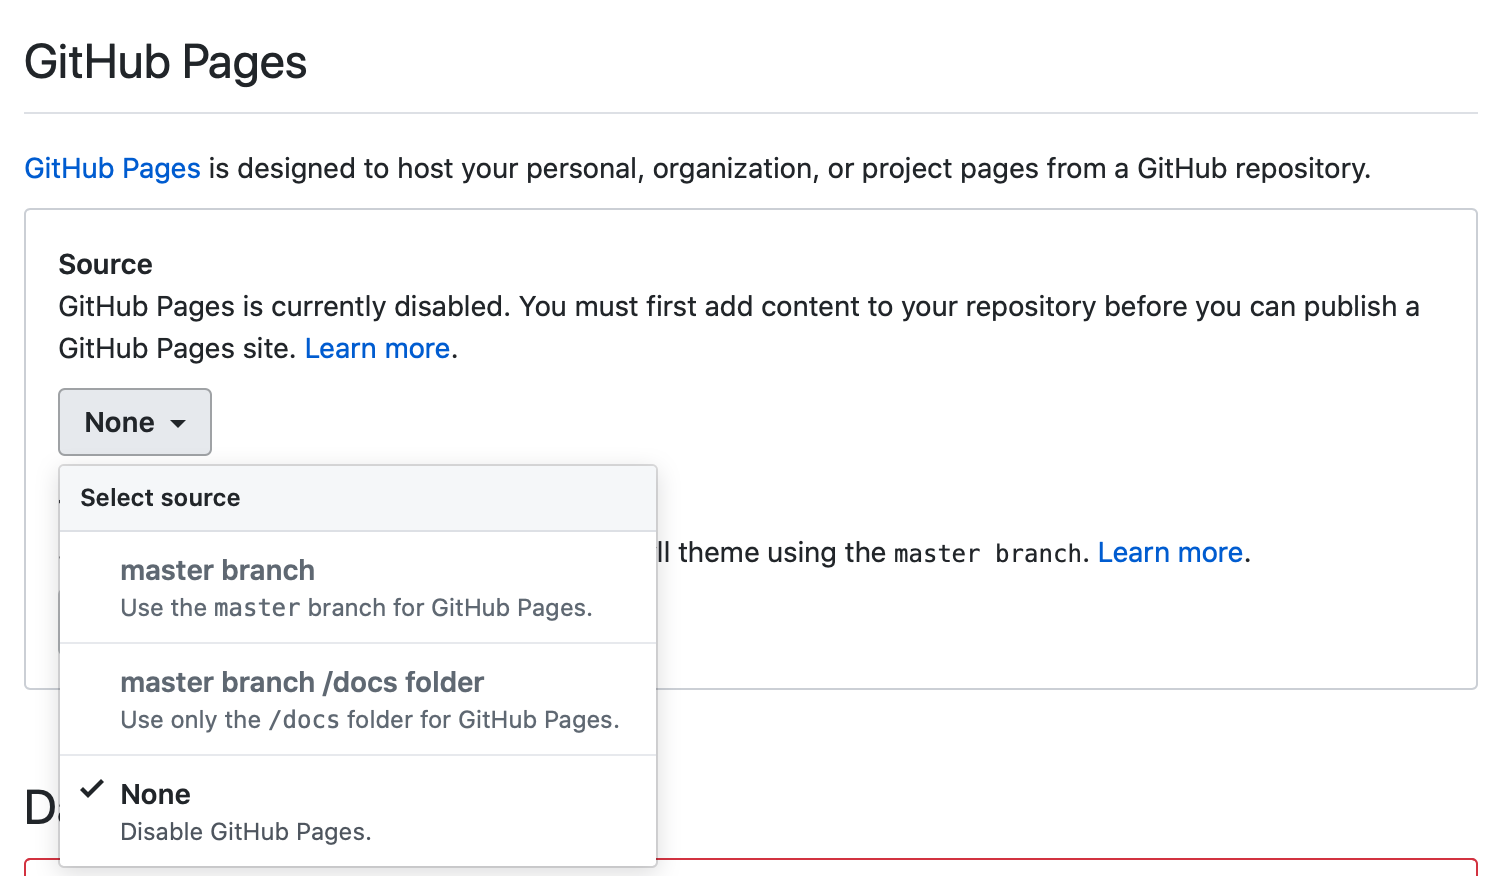 GitHub Pages
GitHub Pages is designed to host your personal, organization, or project pages from a GitHub repository.
Source
GitHub Pages is currently disabled. You must first add content to your repository before you can publish a
GitHub Pages site. Learn more.
None
Select source
ll theme using the master branch. Learn more.
master branch
Use the master branch for GitHub Pages.
master branch /docs folder
Use only the /docs folder for GitHub Pages.
None
Disable GitHub Pages.